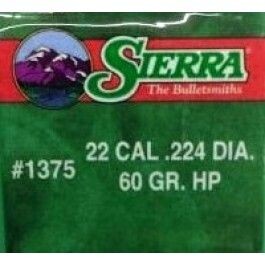 SIERRA
The Bulletsmiths
#1375
22 CAL .224 DIA.
60 GR. HP